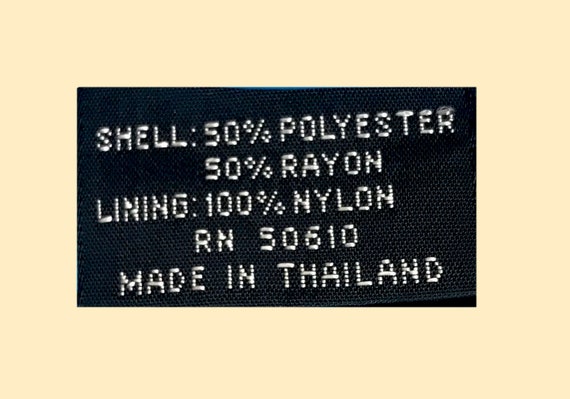 SHELL: 50% POLYESTER
50% RAYON
LINING: 100% NYLON
RN 50610
MADE IN THAILAND